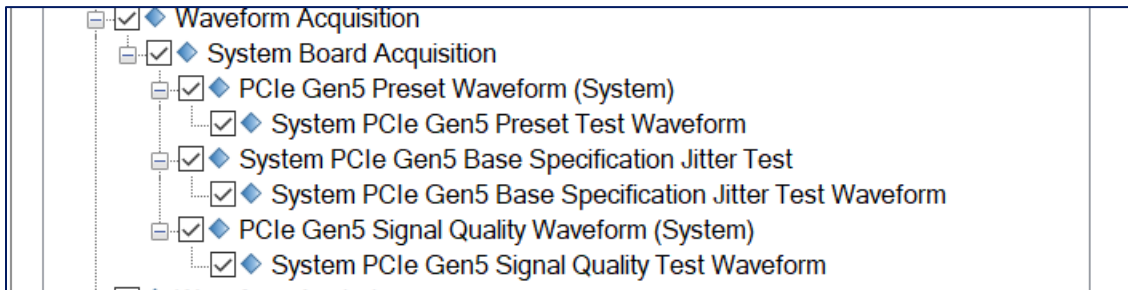 Waveform Acquisition
System Board Acquisition
PCIe Gen5 Preset Waveform (System)
System PCIe Gen5 Preset Test Waveform
System PCIe Gen5 Base Specification Jitter Test
System PCIe Gen5 Base Specification Jitter Test Waveform
PCIe Gen5 Signal Quality Waveform (System)
System PCIe Gen5 Signal Quality Test Waveform